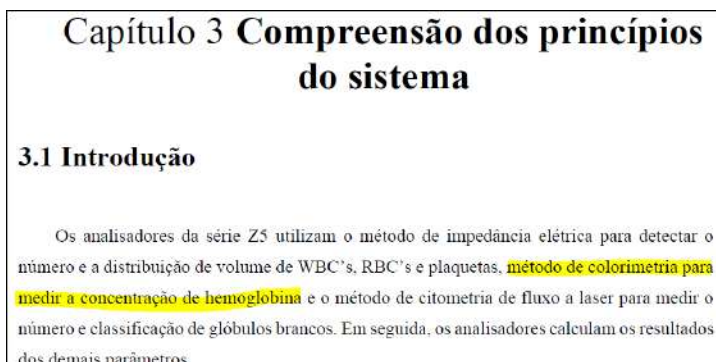 Capítulo 3 Compreensão dos princípios
do sistema
3.1 Introdução
Os analisadores da série Z5 utilizam o método de impedância elétrica para detectar o
número e a distribuição de volume de WBC's, RBC's e plaquetas, método de colorimetria para
medir a concentração de hemoglobina e o método de citometria de fluxo a laser para medir o
número e classificação de glóbulos brancos. Em seguida, os analisadores calculam os resultados
dos demais parâmetros.